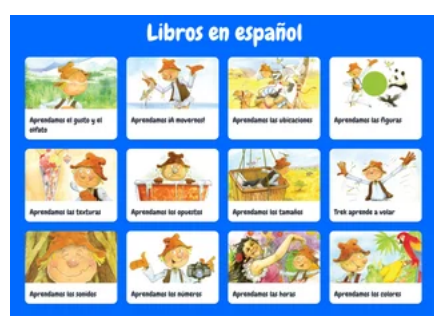 Libros en español
Aprendamos el gusto y el
olfato
Aprendamos ¡A movernos!
Aprendamos las ubicaciones
Aprendamos las figuras
Aprendamos las texturas
Aprendamos los opuestos
Aprendamos los tamaños
Trek aprende a volar
Aprendamos los sonidos
Aprendamos los números
Aprendamos las horas
Aprendamos los colores